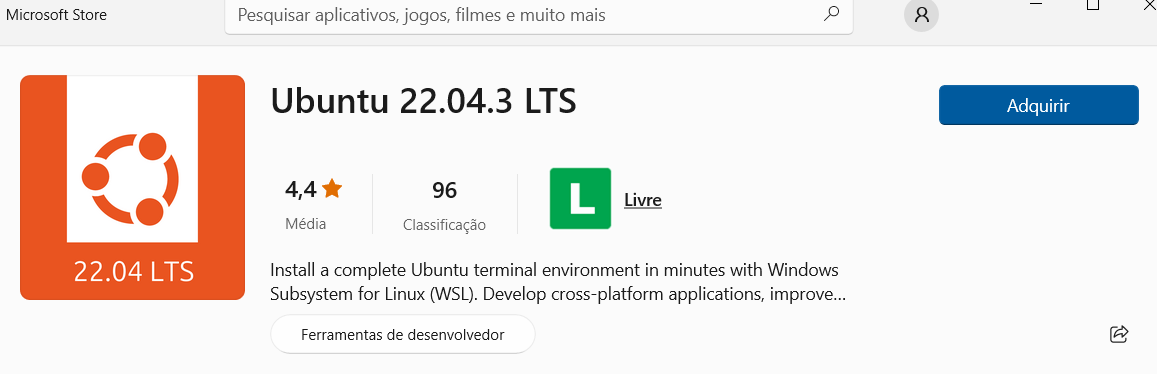 Microsoft Store
Pesquisar aplicativos, jogos, filmes e muito mais
22.04 LTS
Ubuntu 22.04.3 LTS
Adquirir
4,4
Média
96
Classificação
L
Livre
Install a complete Ubuntu terminal environment in minutes with Windows
Subsystem for Linux (WSL). Develop cross-platform applications, improve...
Ferramentas de desenvolvedor